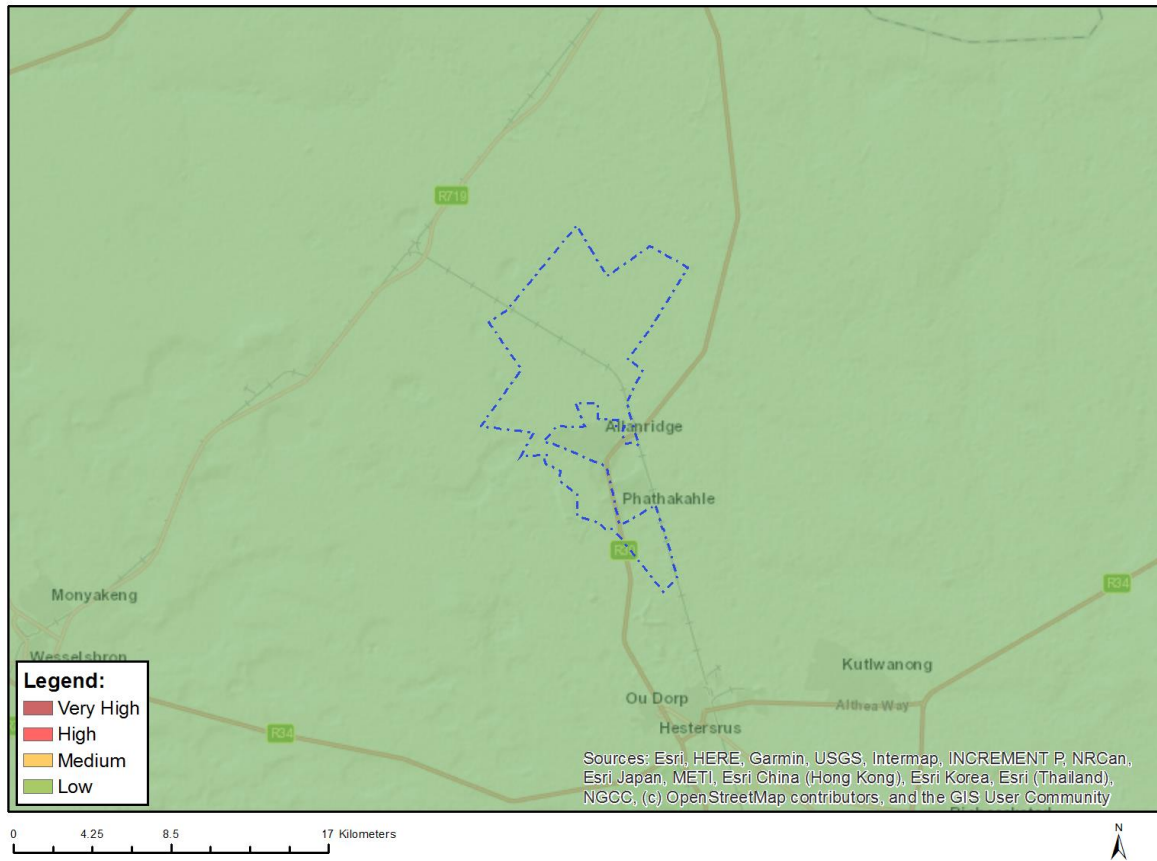 R719
Allanridge
Phathakahle
R30
Monyakeng
R34
Wesselsbron
Kutlwanong
Ou Dorp
Althea Way
Hestersrus
R34
Legend:
Very High
High
Medium
Low
Sources: Esri, HERE, Garmin, USGS, Intermap, INCREMENT P, NRCan,
Esri Japan, METI, Esri China (Hong Kong), Esri Korea, Esri (Thailand),
NGCC, (c) OpenStreetMap contributors, and the GIS User Community
0 4.25 8.5 17 Kilometers
N